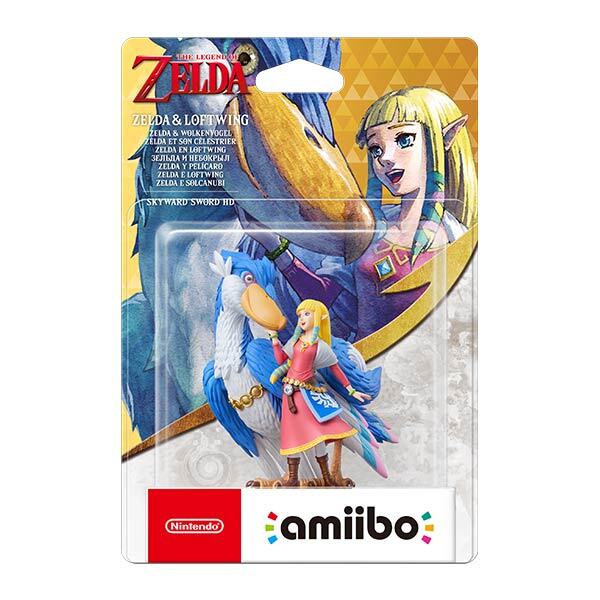 THE LEGEND OF
ZELDA
ZELDA & LOFTWING
ZELDA & WOLKENVOGEL
ZELDA ET SON CÉLESTRIER
ZELDA EN LOFTWING
ЗЕЛЬДА И НЕБОКРЫЛ
ZELDA Y PELÍCARO
ZELDA E LOFTWING
ZELDA E SOLCANUBI
SKYWARD SWORD HD
Nintendo
amiibo